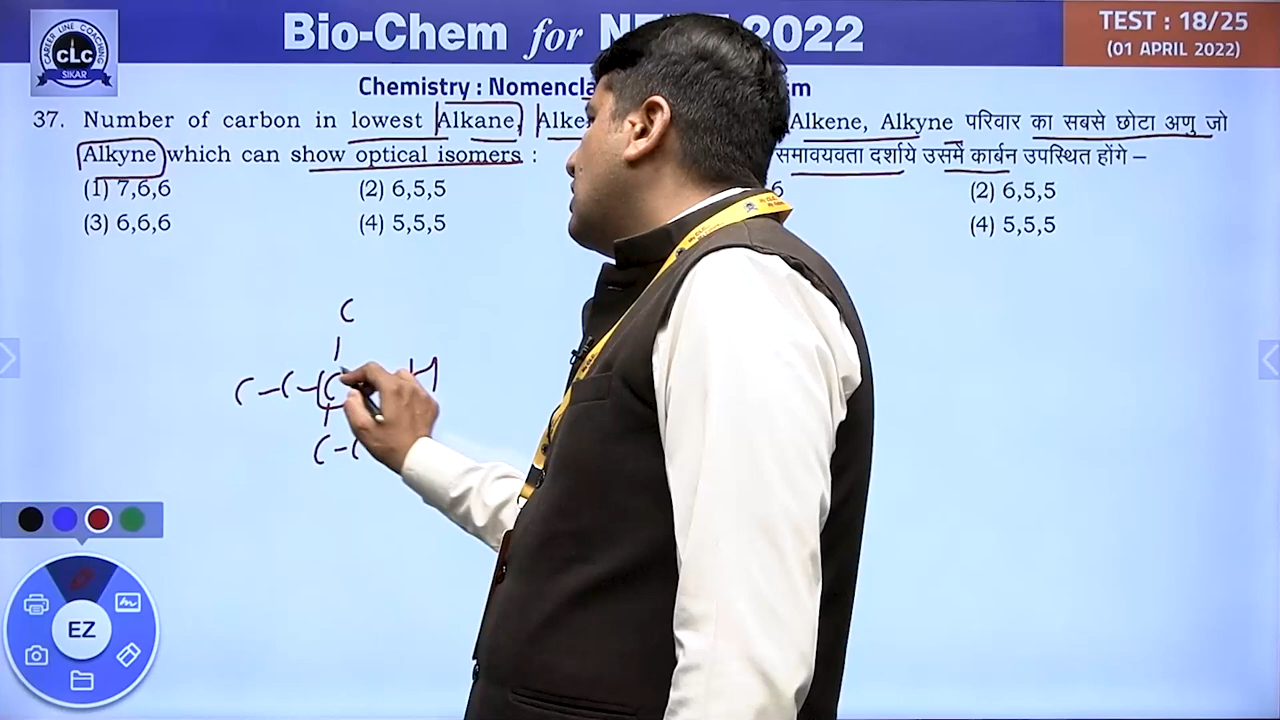 CAREER LINE COACHING
CLC
SIKAR
Bio-Chem for 2022
TEST : 18/25
(01 APRIL 2022)
Chemistry :
37. Number of carbon in lowest Alkane,
Alkyne which can show optical isomers :
(1) 7,6,6 (2) 6,5,5
(3) 6,6,6 (4) 5,5,5
Alkene, Alkyne परिवार का सबसे छोटा अणु जो
समावयवता दर्शाये उसमें कार्बन उपस्थित होंगे –
(2) 6,5,5
(4) 5,5,5
C
C – C – C H
C – C
EZ